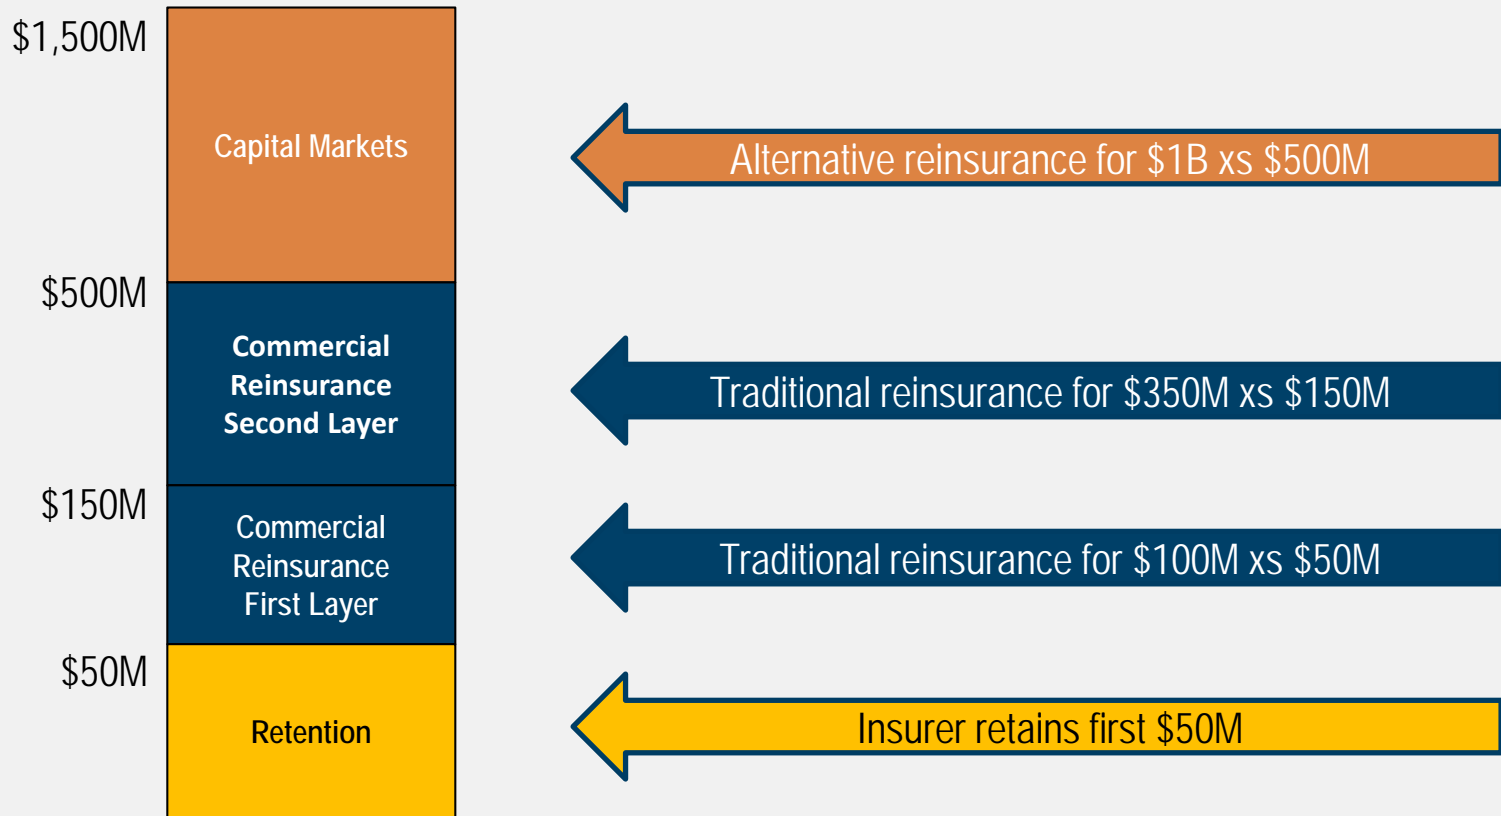 $1,500M
Capital Markets
Alternative reinsurance for $1B xs $500M
$500M
Commercial
Reinsurance
Second Layer
Traditional reinsurance for $350M xs $150M
$150M
Commercial
Reinsurance
First Layer
Traditional reinsurance for $100M xs $50M
$50M
Retention
Insurer retains first $50M